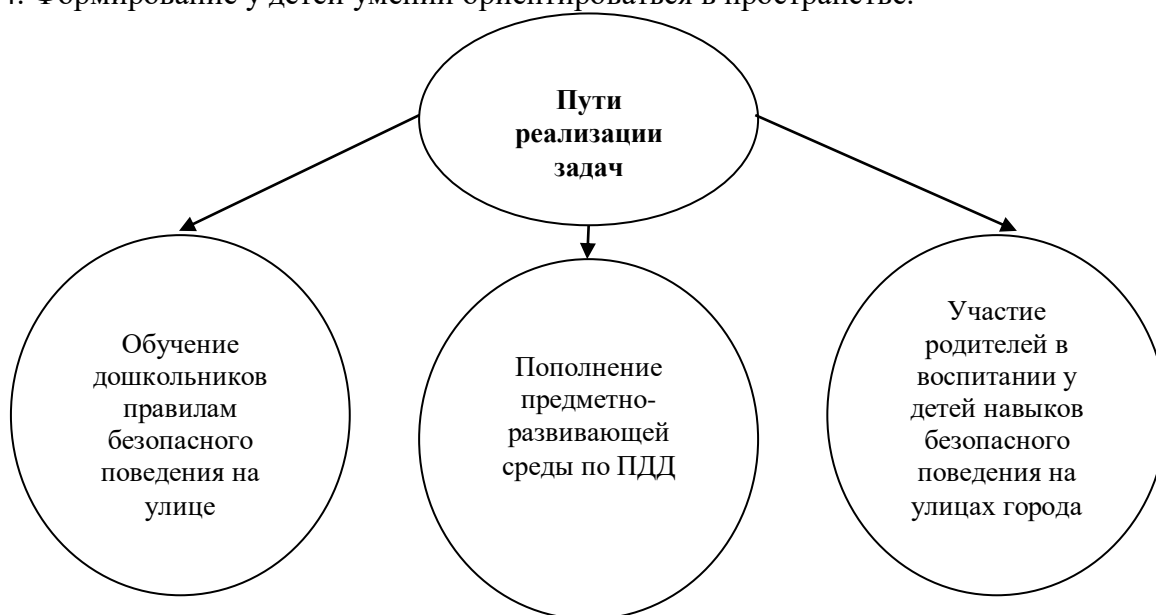 4. Формирование у детей умений ориентироваться в пространстве.
Пути
реализации
задач
Обучение
дошкольников
правилам
безопасного
поведения на
улице
Пополнение
предметно-
развивающей
среды по ПДД
Участие
родителей в
воспитании у
детей навыков
безопасного
поведения на
улицах города